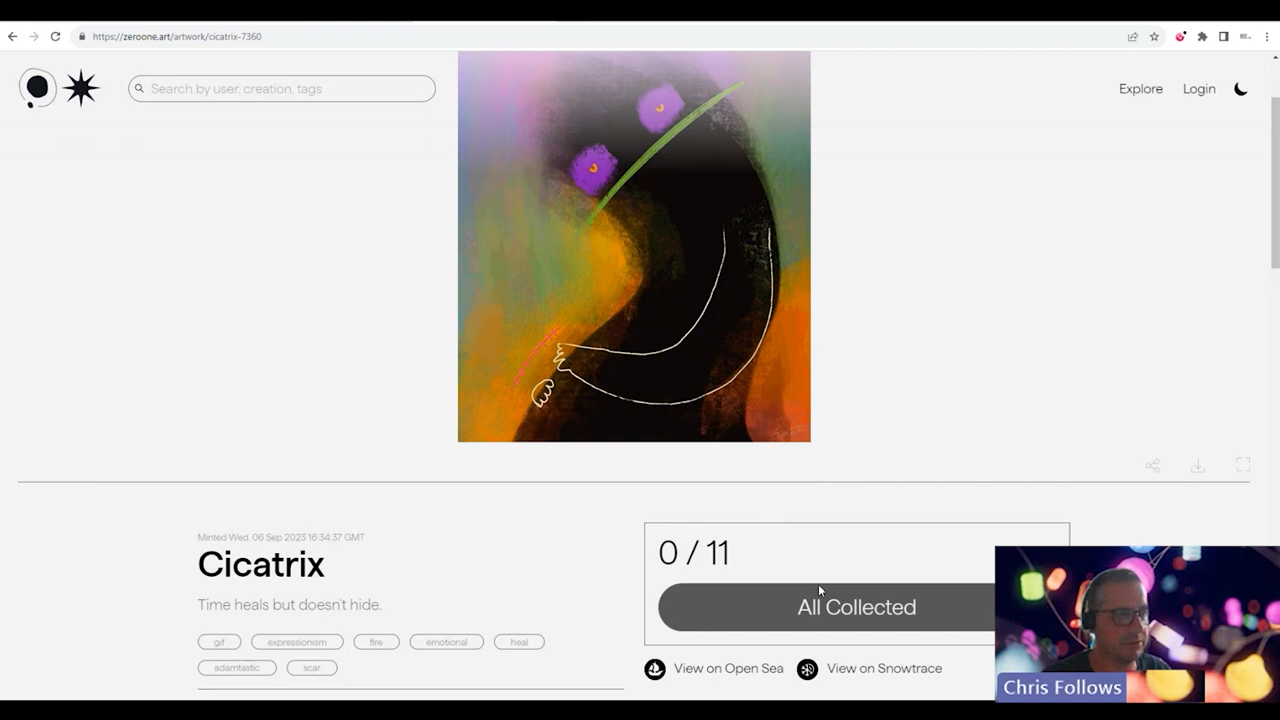 https://zeroone.art/artwork/cicatrix-7360
Search by user, creation, tags
Explore
Login
Minted Wed, 06 Sep 2023 16:34:37 GMT
Cicatrix
Time heals but doesn't hide.
gif
expressionism
fire
emotional
heal
adamtastic
scar
0 / 11
All Collected
View on Open Sea
View on Snowtrace
Chris Follows